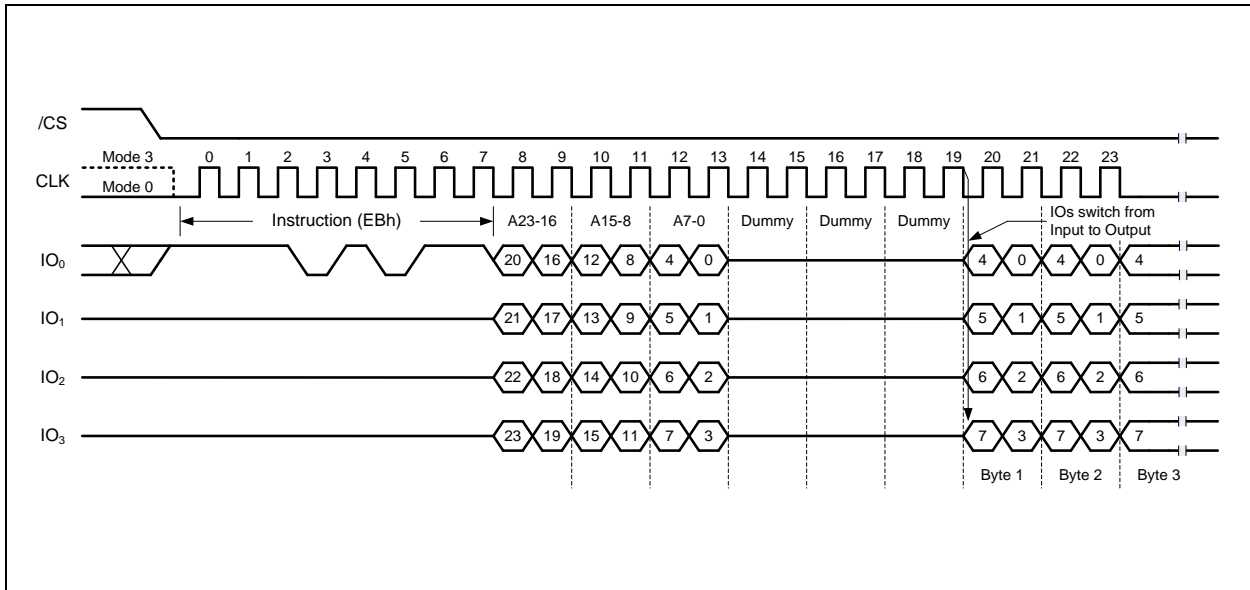 /CS
Mode 3
0 1 2 3 4 5 6 7 8 9 10 11 12 13 14 15 16 17 18 19 20 21 22 23
CLK
Mode 0
Instruction (EBh) A23-16 A15-8 A7-0 Dummy Dummy Dummy
IOs switch from
Input to Output
IO₀ 20 16 12 8 4 0 4 0 4 0 4
IO₁ 21 17 13 9 5 1 5 1 5 1 5
IO₂ 22 18 14 10 6 2 6 2 6 2 6
IO₃ 23 19 15 11 7 3 7 3 7 3 7
Byte 1 Byte 2 Byte 3